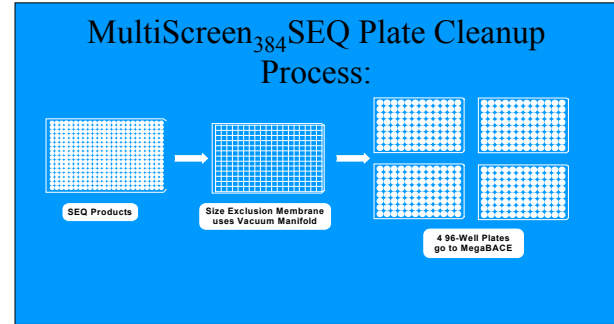 MultiScreen₃₈₄SEQ Plate Cleanup
Process:
SEQ Products
Size Exclusion Membrane
uses Vacuum Manifold
4 96-Well Plates
go to MegaBACE